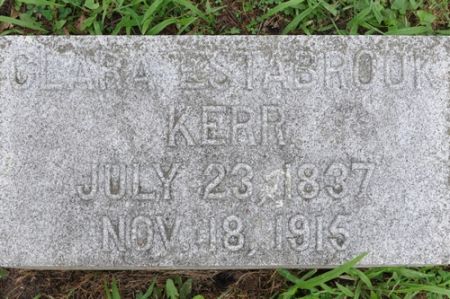 CLARA ESTABROOK
KERR
JULY 23, 1837
NOV. 18, 1915